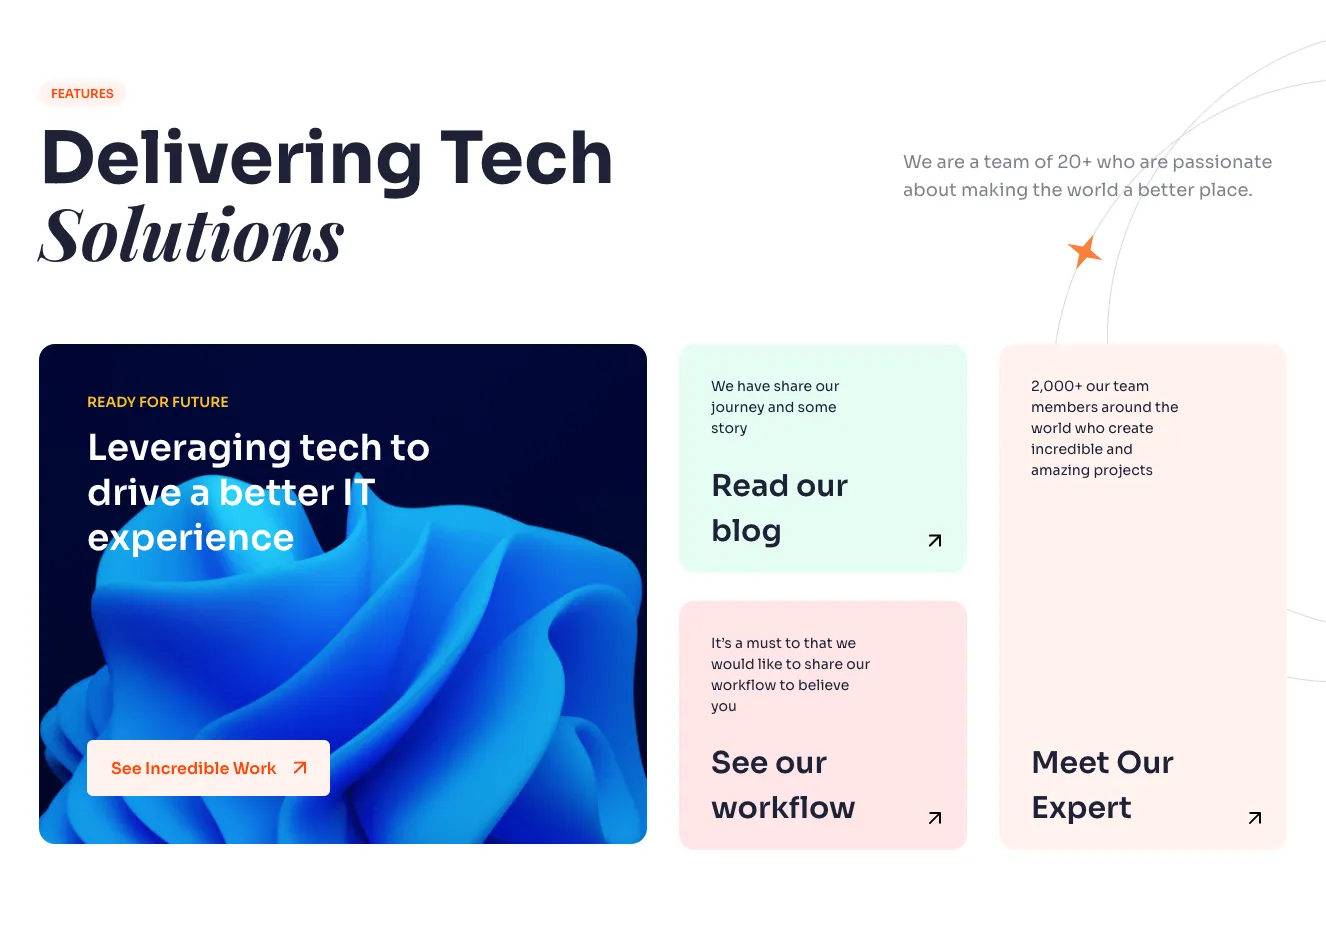 FEATURES
Delivering Tech
Solutions
We are a team of 20+ who are passionate
about making the world a better place.
READY FOR FUTURE
Leveraging tech to
drive a better IT
experience
See Incredible Work
We have share our
journey and some
story
Read our
blog
It’s a must to that we
would like to share our
workflow to believe
you
See our
workflow
2,000+ our team
members around the
world who create
incredible and
amazing projects
Meet Our
Expert